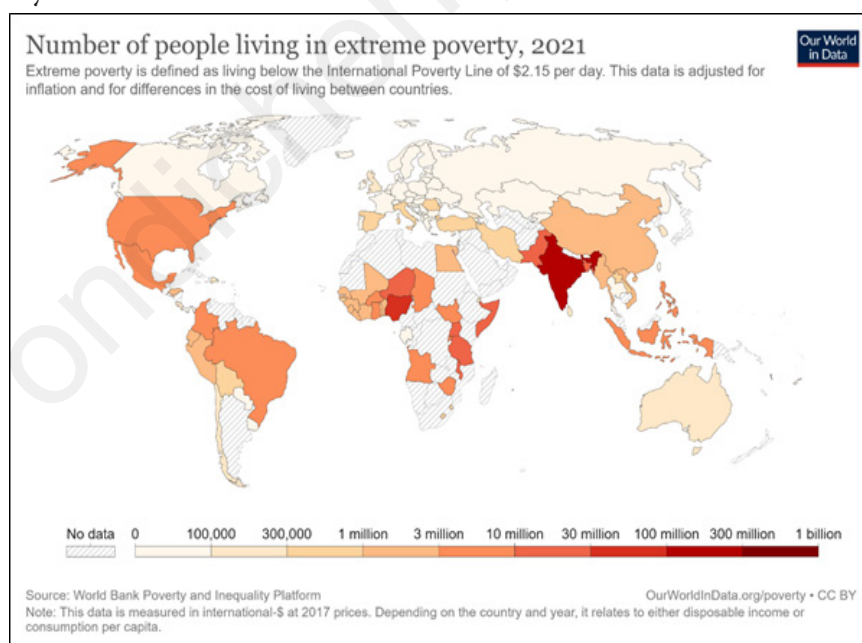 Number of people living in extreme poverty, 2021
Our World
in Data
Extreme poverty is defined as living below the International Poverty Line of $2.15 per day. This data is adjusted for
inflation and for differences in the cost of living between countries.
No data 0 100,000 300,000 1 million 3 million 10 million 30 million 100 million 300 million 1 billion
Source: World Bank Poverty and Inequality Platform OurWorldInData.org/poverty • CC BY
Note: This data is measured in international-$ at 2017 prices. Depending on the country and year, it relates to either disposable income or
consumption per capita.